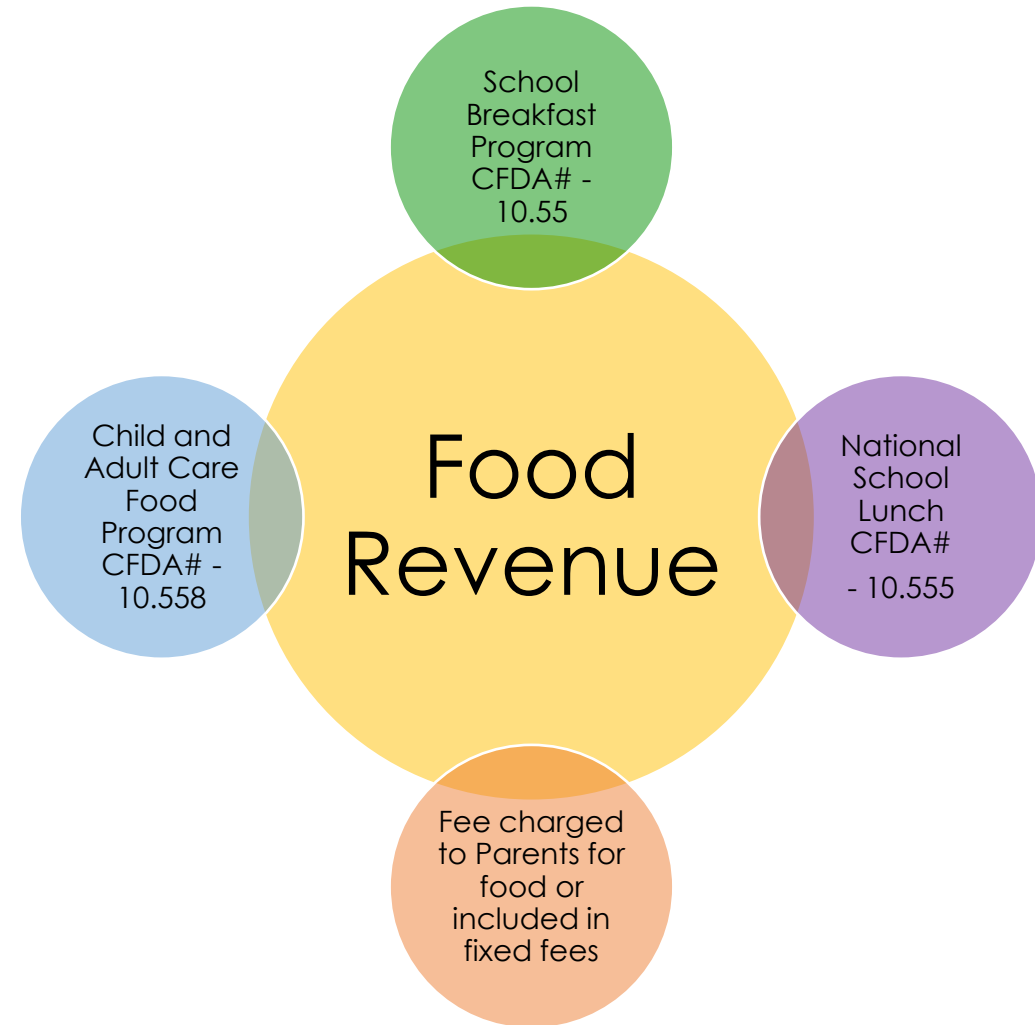 School
Breakfast
Program
CFDA# -
10.55
Child and
Adult Care
Food
Program
CFDA# -
10.558
Food
Revenue
National
School
Lunch
CFDA#
- 10.555
Fee charged
to Parents for
food or
included in
fixed fees